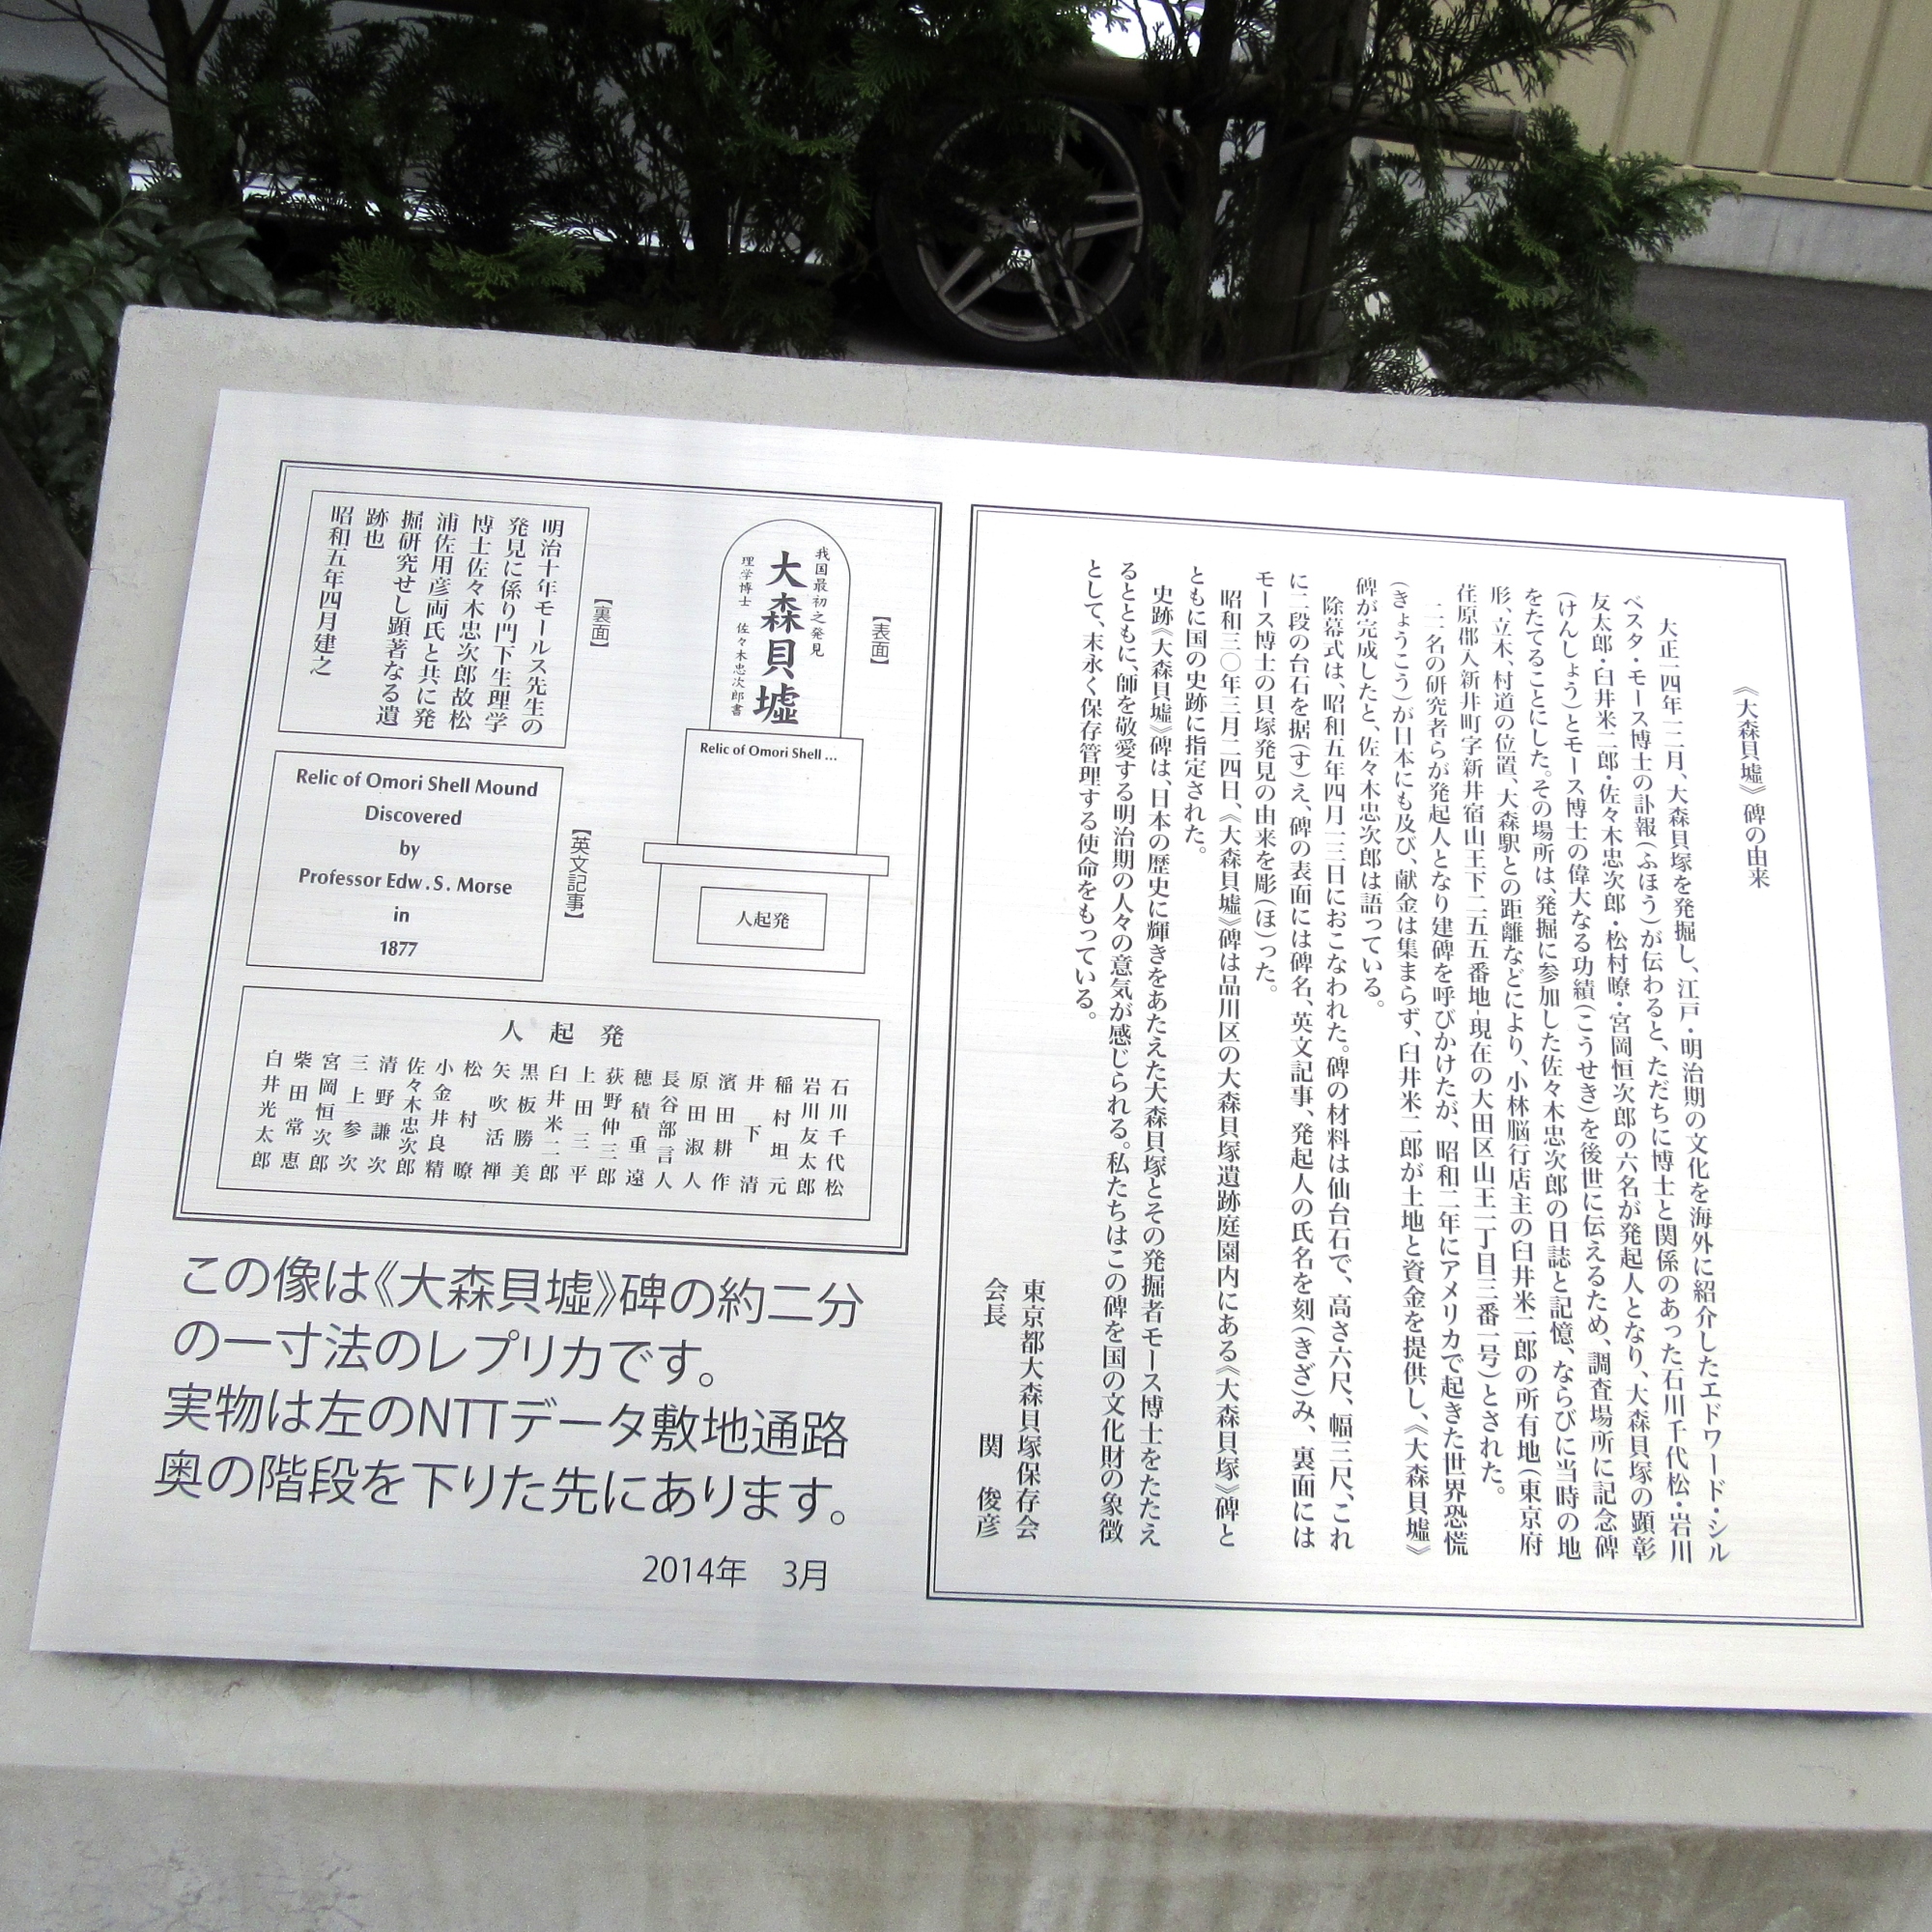 《大森貝墟》碑の由来
大正一四年一二月、大森貝塚を発掘し、江戸・明治期の文化を海外に紹介したエドワード・シル
ベスタ・モース博士の訃報(ふほう)が伝わると、ただちに博士と関係のあった石川千代松・岩川
友太郎・臼井米二郎・佐々木忠次郎・松村瞭・宮岡恒次郎の六名が発起人となり、大森貝塚の顕彰
(けんしょう)とモース博士の偉大なる功績(こうせき)を後世に伝えるため、調査場所に記念碑
をたてることにした。その場所は、発掘に参加した佐々木忠次郎の日誌と記憶、ならびに当時の地
形、立木、村道の位置、大森駅との距離などにより、小林脳行店主の臼井米二郎の所有地(東京府
荏原郡入新井町字新井宿山王下二五五番地-現在の大田区山王一丁目三番一号)とされた。
二一名の研究者らが発起人となり建碑を呼びかけたが、昭和二年にアメリカで起きた世界恐慌
(きょうこう)が日本にも及び、献金は集まらず、臼井米二郎が土地と資金を提供し、《大森貝墟》
碑が完成したと、佐々木忠次郎は語っている。
除幕式は、昭和五年四月一三日におこなわれた。碑の材料は仙台石で、高さ六尺、幅三尺、これ
に二段の台石を据(す)え、碑の表面には碑名、英文記事、発起人の氏名を刻(きざ)み、裏面には
モース博士の貝塚発見の由来を彫(ほ)った。
昭和三〇年三月二四日、《大森貝墟》碑は品川区の大森貝塚遺跡庭園内にある《大森貝塚》碑と
ともに国の史跡に指定された。
史跡《大森貝墟》碑は、日本の歴史に輝きをあたえた大森貝塚とその発掘者モース博士をたたえ
るとともに、師を敬愛する明治期の人々の意気が感じられる。私たちはこの碑を国の文化財の象徴
として、末永く保存管理する使命をもっている。
東京都大森貝塚保存会
会長　関　俊彦
【表面】
我国最初之発見
大森貝墟
理学博士　佐々木忠次郎書
Relic of Omori Shell ...
人起発
【裏面】
明治十年モールス先生の
発見に係り門下生理学
博士佐々木忠次郎故松
浦佐用彦両氏と共に発
掘研究せし顕著なる遺
跡也
昭和五年四月建之
【英文記事】
Relic of Omori Shell Mound
Discovered
by
Professor Edw.S. Morse
in
1877
人起発
石川千代松
岩川友太郎
稲村坦元
井下清
濱田耕作
原田淑人
長谷部言人
穂積重遠
荻野仲三郎
上田三平
臼井米二郎
黒板勝美
矢吹活禅
松村瞭
小金井良精
佐々木忠次郎
清野謙次
三上参次
宮岡恒次郎
柴田常恵
白井光太郎
この像は《大森貝墟》碑の約二分
の一寸法のレプリカです。
実物は左のNTTデータ敷地通路
奥の階段を下りた先にあります。
2014年　3月